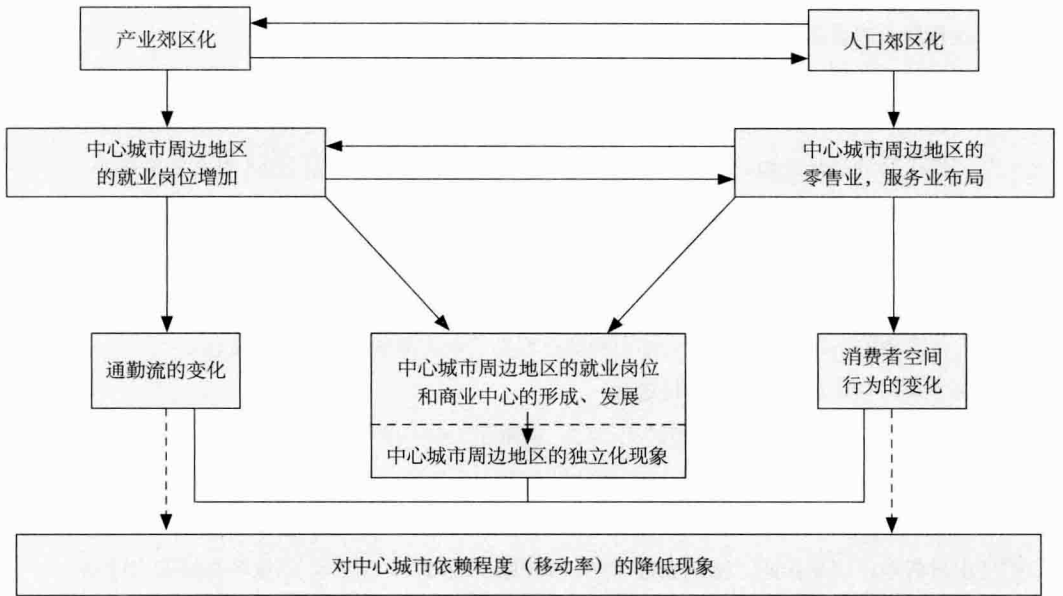 产业郊区化
人口郊区化
中心城市周边地区
的就业岗位增加
中心城市周边地区的
零售业，服务业布局
通勤流的变化
中心城市周边地区的就业岗位
和商业中心的形成、发展
中心城市周边地区的独立化现象
消费者空间
行为的变化
对中心城市依赖程度（移动率）的降低现象